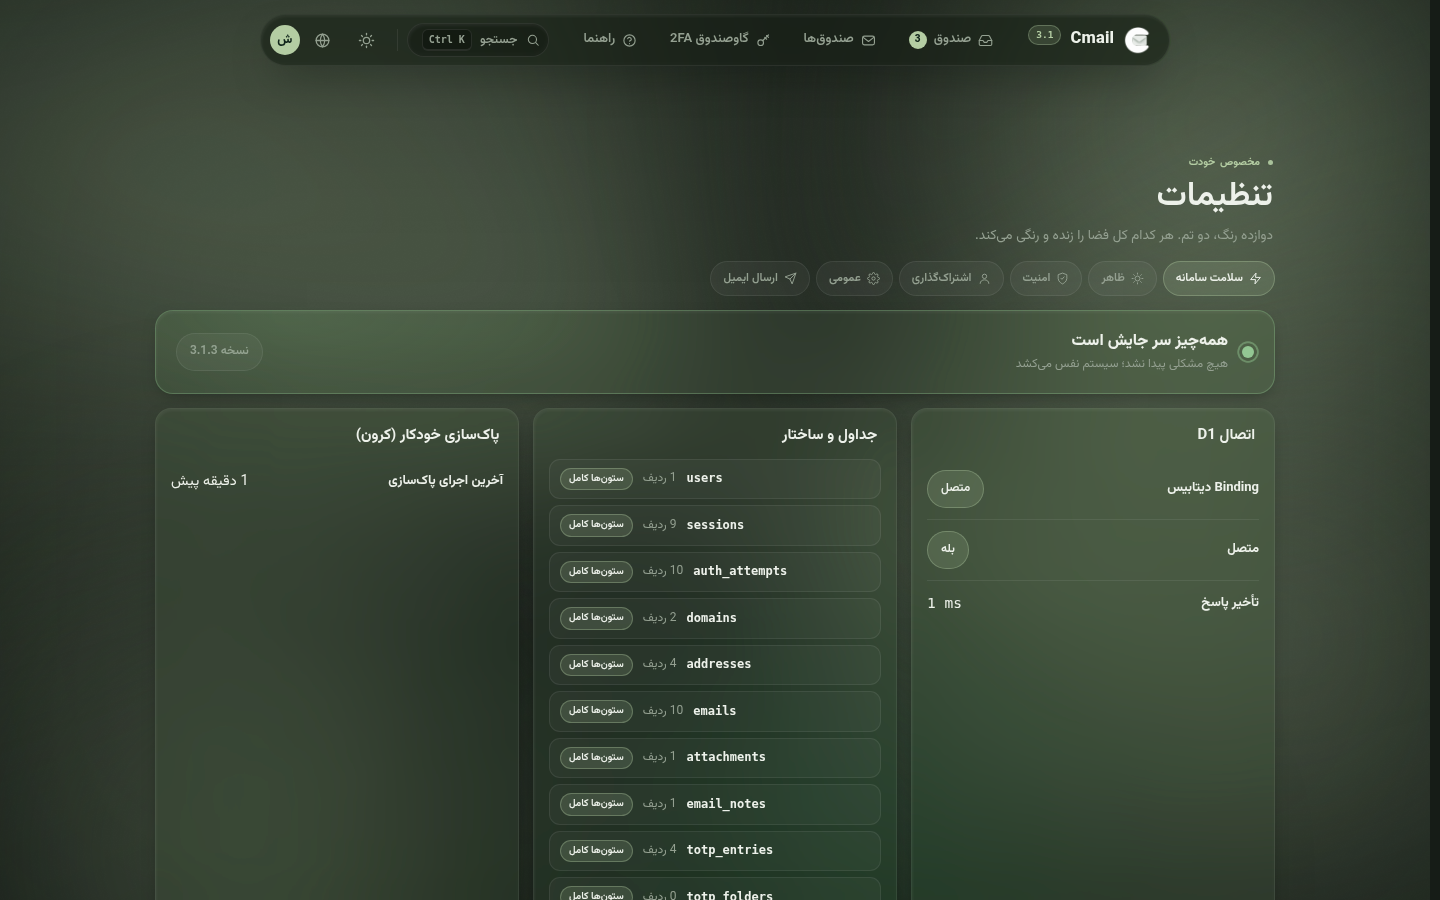 Cmail 3.1
صندوق 3
صندوق‌ها
گاوصندوق 2FA
راهنما
جستجو Ctrl K
ش
مخصوص خودت
تنظیمات
دوازده رنگ، دو تم. هر کدام کل فضا را زنده و رنگی می‌کند.
سلامت سامانه
ظاهر
امنیت
اشتراک‌گذاری
عمومی
ارسال ایمیل
همه‌چیز سر جایش است
هیچ مشکلی پیدا نشد؛ سیستم نفس می‌کشد
نسخه 3.1.3
اتصال D1
Binding دیتابیس متصل
متصل بله
تأخیر پاسخ 1 ms
جداول و ساختار
users 1 ردیف ستون‌ها کامل
sessions 9 ردیف ستون‌ها کامل
auth_attempts 10 ردیف ستون‌ها کامل
domains 2 ردیف ستون‌ها کامل
addresses 4 ردیف ستون‌ها کامل
emails 10 ردیف ستون‌ها کامل
attachments 1 ردیف ستون‌ها کامل
email_notes 1 ردیف ستون‌ها کامل
totp_entries 4 ردیف ستون‌ها کامل
totp_folders 0 ردیف ستون‌ها کامل
پاک‌سازی خودکار (کرون)
آخرین اجرای پاک‌سازی 1 دقیقه پیش